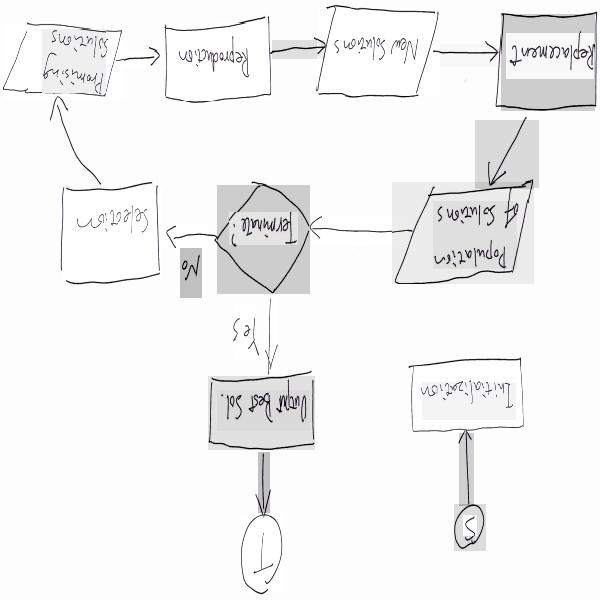 S
T
Initialization
Output Best Sol.
Yes
Population
of Solutions
Terminate?
No
Selection
Replacement
New Solutions
Reproduction
Promising
Solutions